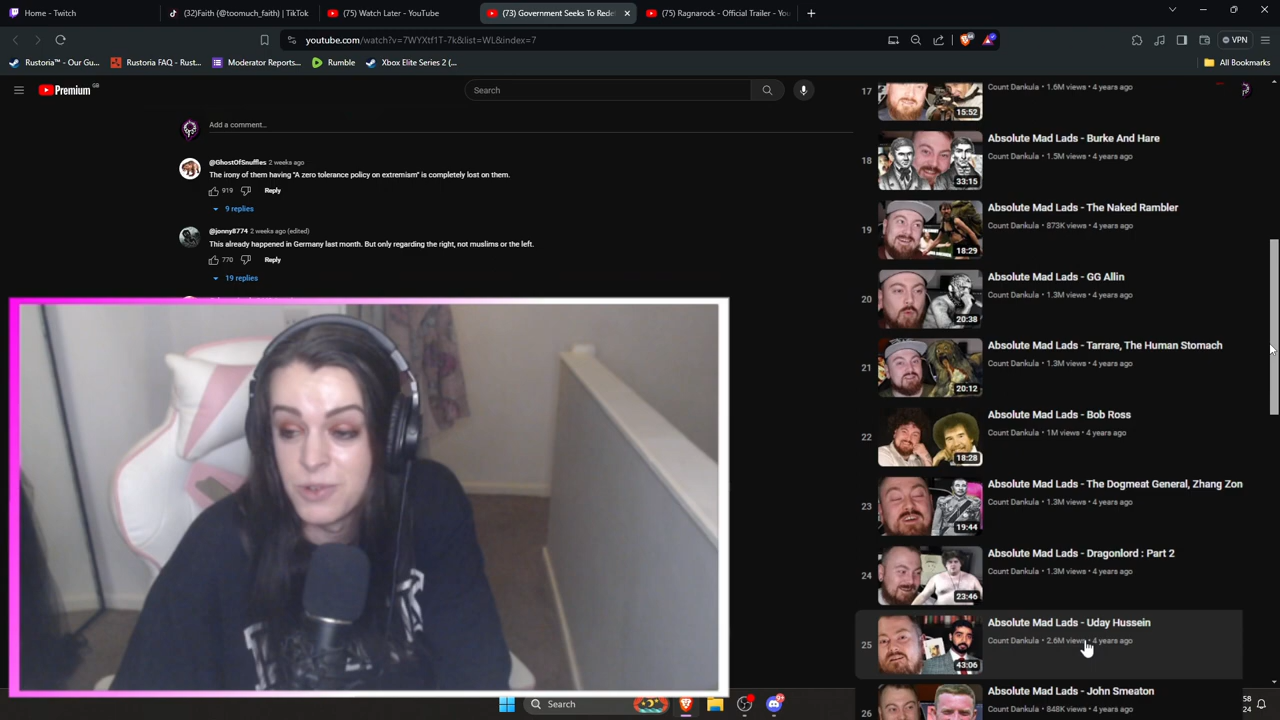 Home - Twitch
(32)Faith (@toomuch_faith) | TikTok
(75) Watch Later - YouTube
(73) Government Seeks To Rede
(75) Ragnarock - Official Trailer - You
youtube.com/watch?v=7WYXtf1T-7k&list=WL&index=7
VPN
Rustoria™ - Our Gu...
Rustoria FAQ - Rust...
Moderator Reports...
Rumble
Xbox Elite Series 2 (...
All Bookmarks
Premium GB
Search
Add a comment...
@GhostOfSnuffles 2 weeks ago
The irony of them having "A zero tolerance policy on extremism" is completely lost on them.
919 Reply
9 replies
@jonny8774 2 weeks ago (edited)
This already happened in Germany last month. But only regarding the right, not muslims or the left.
770 Reply
19 replies
17
15:52
Count Dankula • 1.6M views • 4 years ago
18
33:15
Absolute Mad Lads - Burke And Hare
Count Dankula • 1.5M views • 4 years ago
19
18:29
Absolute Mad Lads - The Naked Rambler
Count Dankula • 873K views • 4 years ago
20
20:38
Absolute Mad Lads - GG Allin
Count Dankula • 1.3M views • 4 years ago
21
20:12
Absolute Mad Lads - Tarrare, The Human Stomach
Count Dankula • 1.3M views • 4 years ago
22
18:28
Absolute Mad Lads - Bob Ross
Count Dankula • 1M views • 4 years ago
23
19:44
Absolute Mad Lads - The Dogmeat General, Zhang Zon
Count Dankula • 1.3M views • 4 years ago
24
23:46
Absolute Mad Lads - Dragonlord : Part 2
Count Dankula • 1.3M views • 4 years ago
25
43:06
Absolute Mad Lads - Uday Hussein
Count Dankula • 2.6M views • 4 years ago
26
Absolute Mad Lads - John Smeaton
Count Dankula • 848K views • 4 years ago
Search
58
24